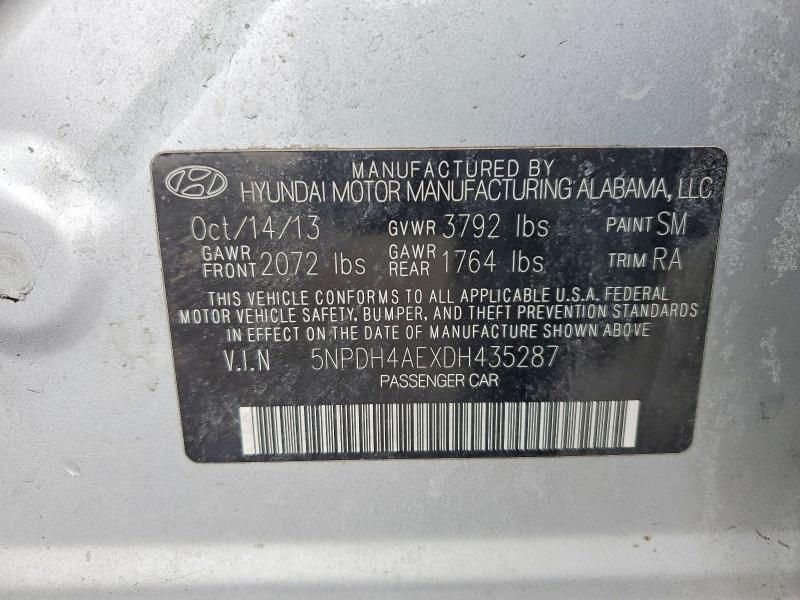 MANUFACTURED BY
HYUNDAI MOTOR MANUFACTURING ALABAMA, LLC
Oct/14/13 GVWR 3792 lbs PAINT SM
GAWR FRONT 2072 lbs GAWR REAR 1764 lbs TRIM RA
THIS VEHICLE CONFORMS TO ALL APPLICABLE U.S.A. FEDERAL
MOTOR VEHICLE SAFETY, BUMPER, AND THEFT PREVENTION STANDARDS
IN EFFECT ON THE DATE OF MANUFACTURE SHOWN ABOVE
V.I.N 5NPDH4AEXDH435287
PASSENGER CAR